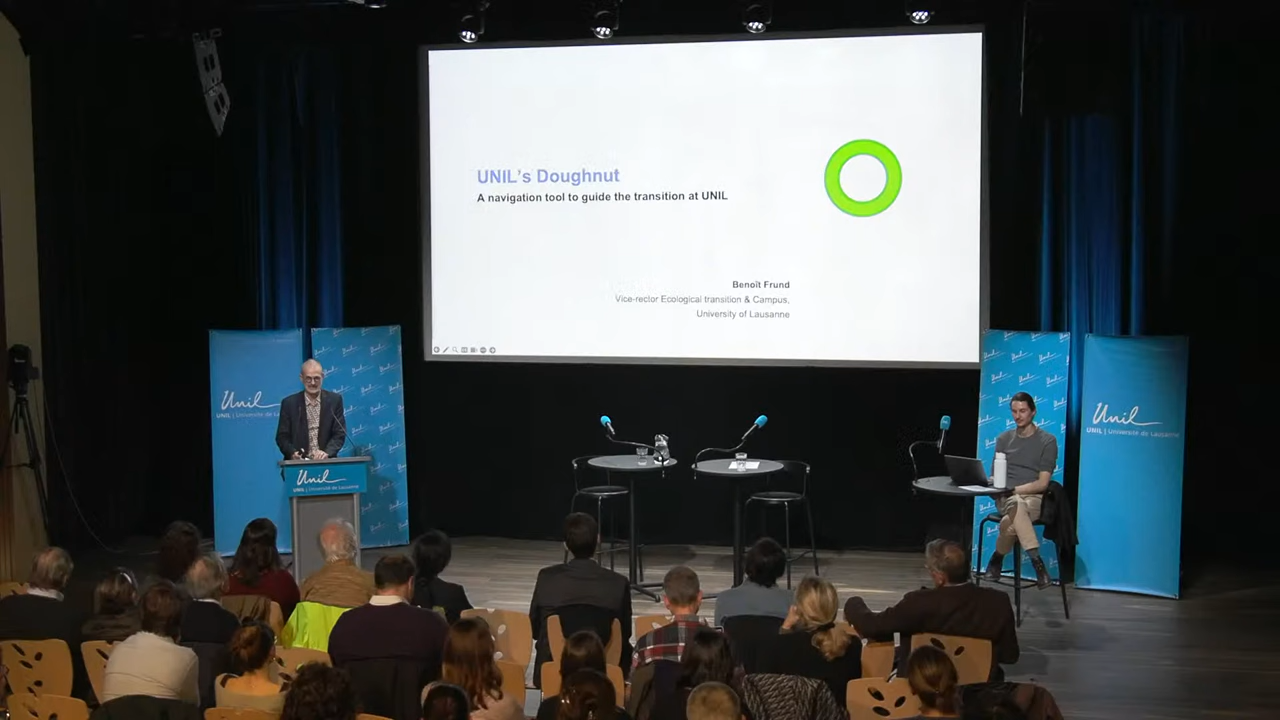 UNIL's Doughnut
A navigation tool to guide the transition at UNIL
Benoît Frund
Vice-rector Ecological transition & Campus,
University of Lausanne
Unil
UNIL | Université de
Unil
UNIL | Université de Lausanne
Unil
UNIL | Université de Lausanne